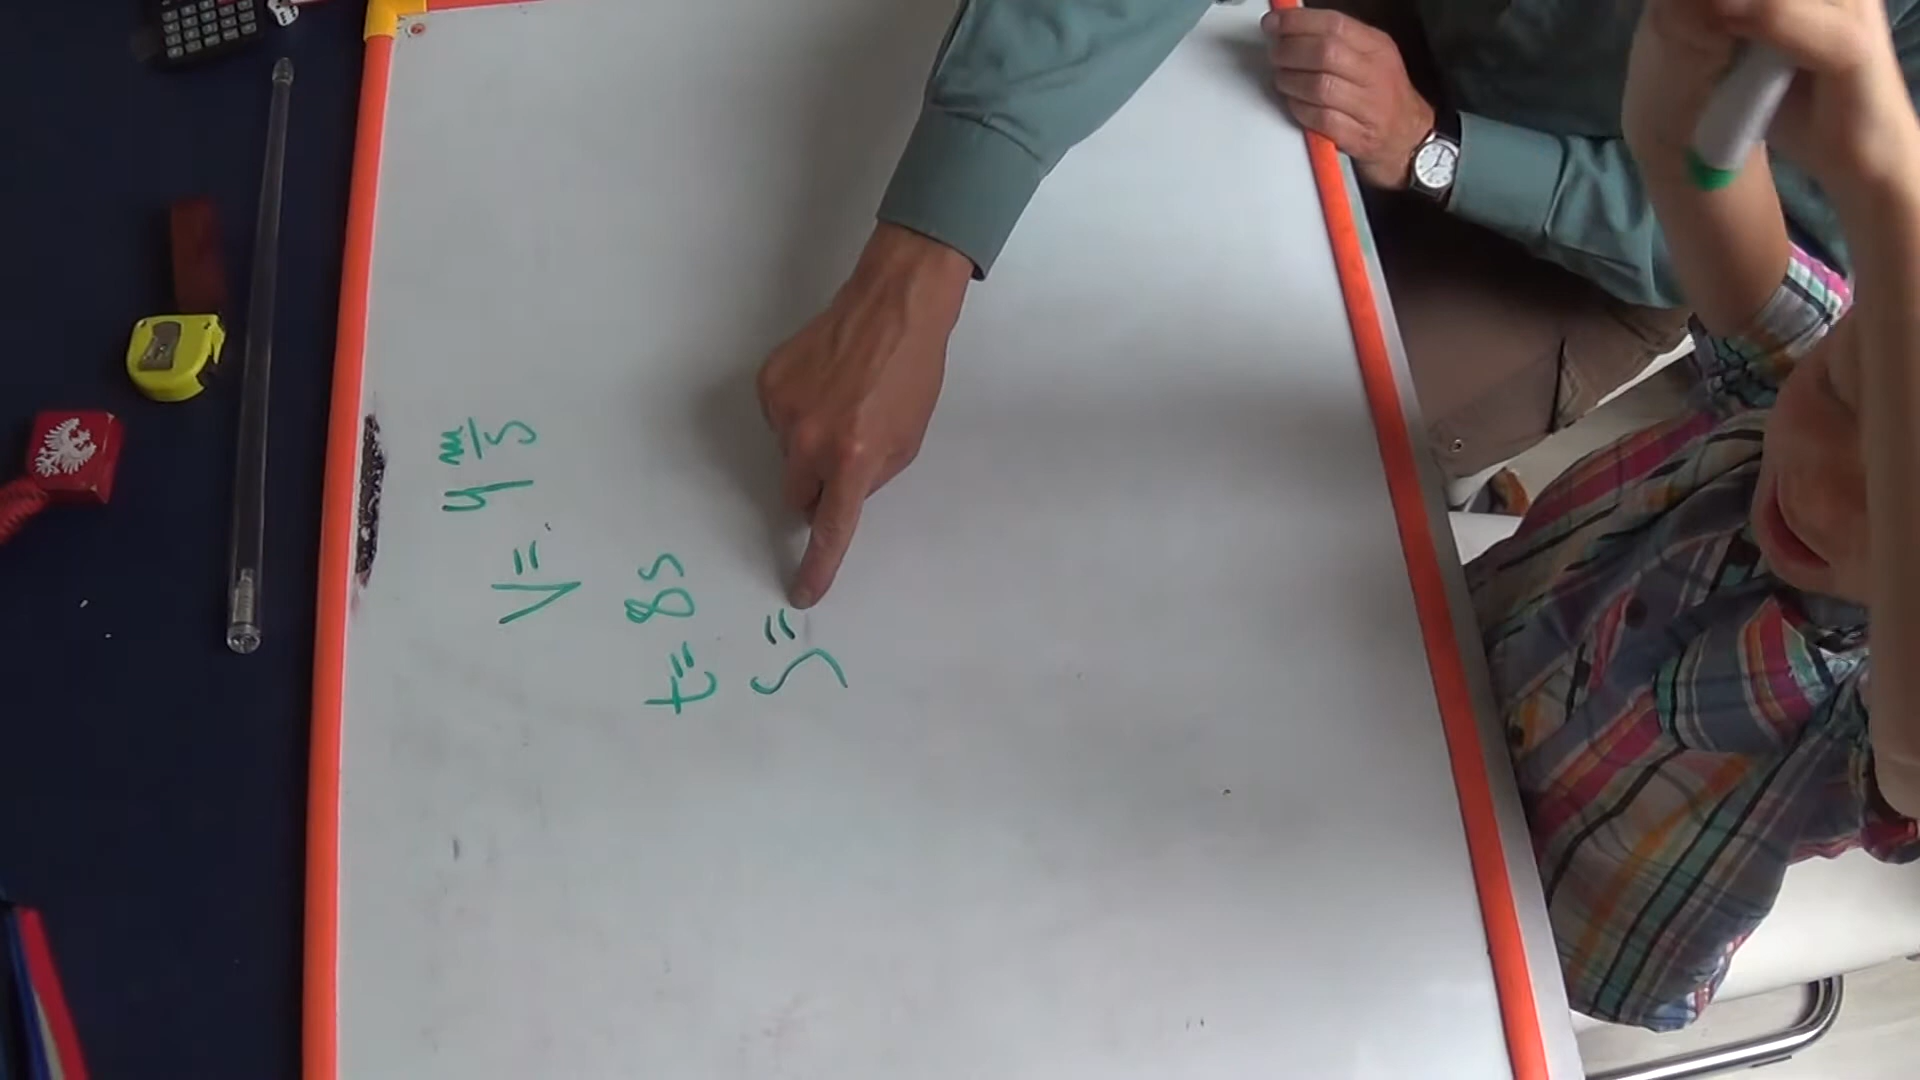 V = 4 m/s
t = 8s
S =